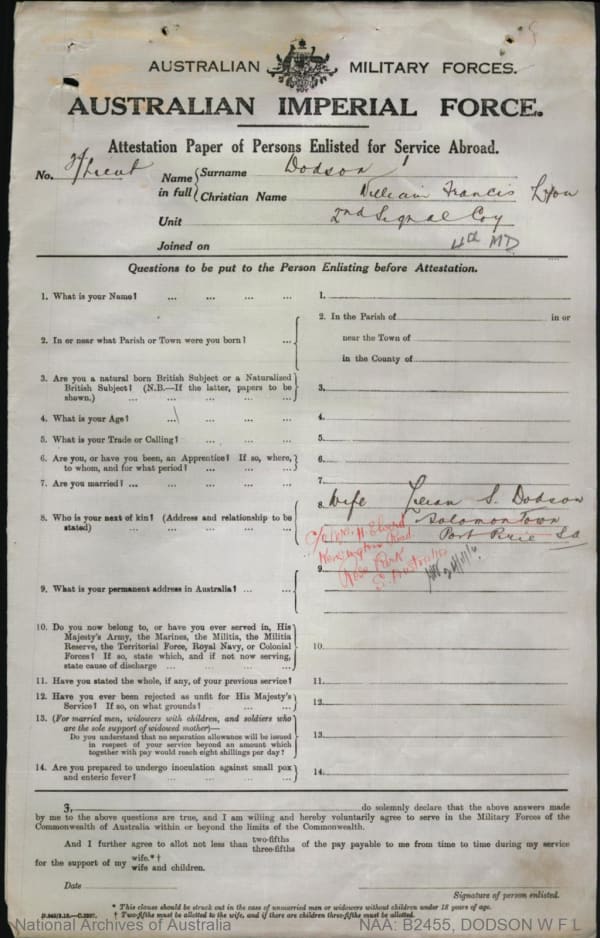 AUSTRALIAN MILITARY FORCES.
AUSTRALIAN IMPERIAL FORCE.
Attestation Paper of Persons Enlisted for Service Abroad.
No. Lieut Name in full { Surname Dodson
Christian Name William Francis Lyon
Unit 2nd Signal Coy
Joined on 4th MD
Questions to be put to the Person Enlisting before Attestation.
1. What is your Name? ... ... ... ... 1.
2. In or near what Parish or Town were you born? ... 2. In the Parish of in or
near the Town of
in the County of
3. Are you a natural born British Subject or a Naturalized
British Subject? (N.B.—If the latter, papers to be
shown.) ... ... ... ... 3.
4. What is your Age? ... ... ... ... 4.
5. What is your Trade or Calling? ... ... ... 5.
6. Are you, or have you been, an Apprentice? If so, where,
to whom, and for what period? ... ... ... 6.
7. Are you married? ... ... ... ... ... 7.
8. Who is your next of kin? (Address and relationship to be
stated) ... ... ... ... 8. Wife Lilian S. Dodson
Solomon Town
Port Pirie SA
c/o Mrs. H.
Kensington Road
Rose Park
S. Australia
9. What is your permanent address in Australia? ... ... 9.
10. Do you now belong to, or have you ever served in, His
Majesty's Army, the Marines, the Militia, the Militia
Reserve, the Territorial Force, Royal Navy, or Colonial
Forces? If so, state which, and if not now serving,
state cause of discharge ... ... ... 10.
11. Have you stated the whole, if any, of your previous service? 11.
12. Have you ever been rejected as unfit for His Majesty's
Service? If so, on what grounds? ... ... 12.
13. (For married men, widowers with children, and soldiers who
are the sole support of widowed mother)—
Do you understand that no separation allowance will be issued
in respect of your service beyond an amount which
together with pay would reach eight shillings per day? 13.
14. Are you prepared to undergo inoculation against small pox
and enteric fever? ... ... ... ... 14.
I, do solemnly declare that the above answers made
by me to the above questions are true, and I am willing and hereby voluntarily agree to serve in the Military Forces of the
Commonwealth of Australia within or beyond the limits of the Commonwealth.
And I further agree to allot not less than two-fifths three-fifths of the pay payable to me from time to time during my service
for the support of my wife.*† wife and children.
Date
Signature of person enlisted.
* This clause should be struck out in the case of unmarried men or widowers without children under 18 years of age.
† Two-fifths must be allotted to the wife, and if there are children three-fifths must be allotted.
National Archives of Australia NAA: B2455, DODSON W F L